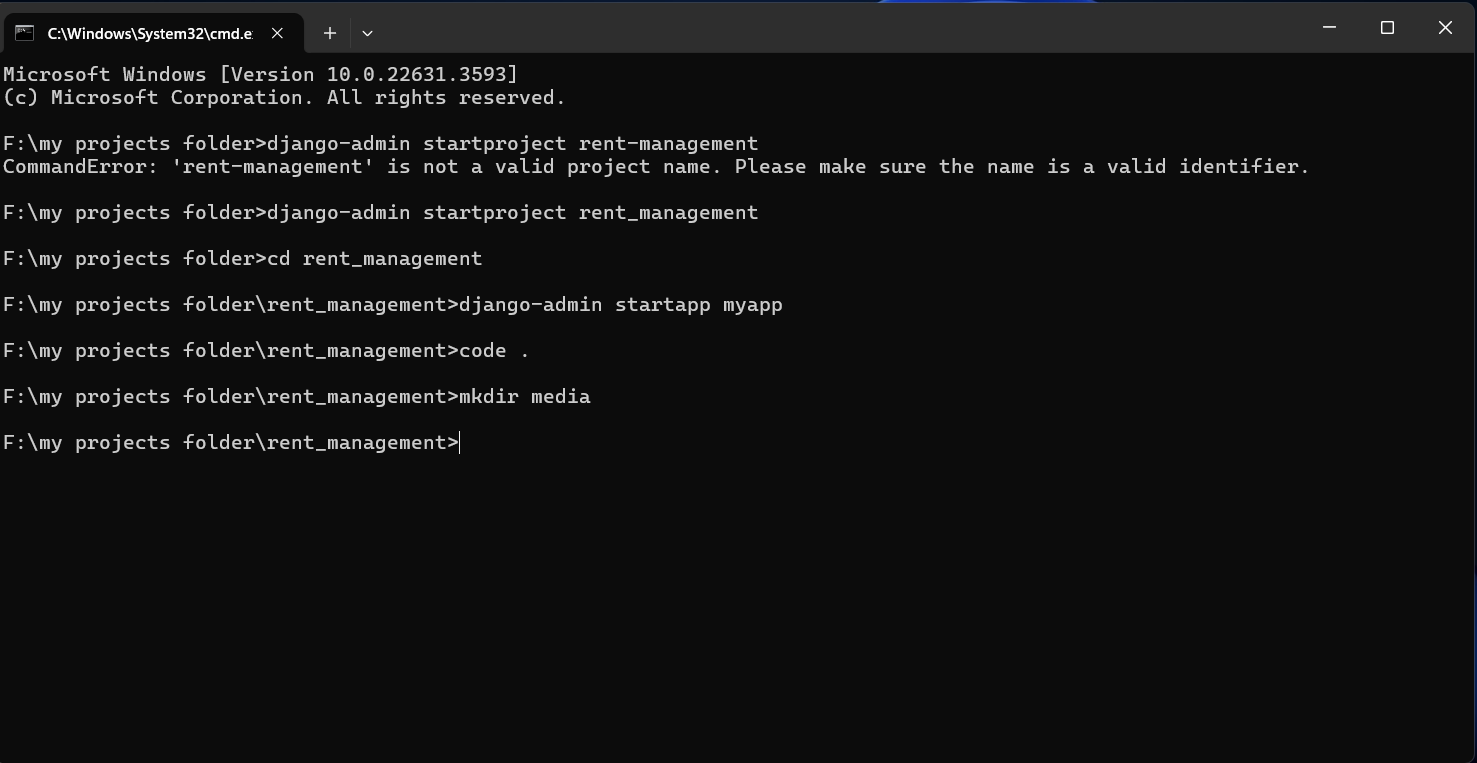 C:\Windows\System32\cmd.e
Microsoft Windows [Version 10.0.22631.3593]
(c) Microsoft Corporation. All rights reserved.
F:\my projects folder>django-admin startproject rent-management
CommandError: 'rent-management' is not a valid project name. Please make sure the name is a valid identifier.
F:\my projects folder>django-admin startproject rent_management
F:\my projects folder>cd rent_management
F:\my projects folder\rent_management>django-admin startapp myapp
F:\my projects folder\rent_management>code .
F:\my projects folder\rent_management>mkdir media
F:\my projects folder\rent_management>